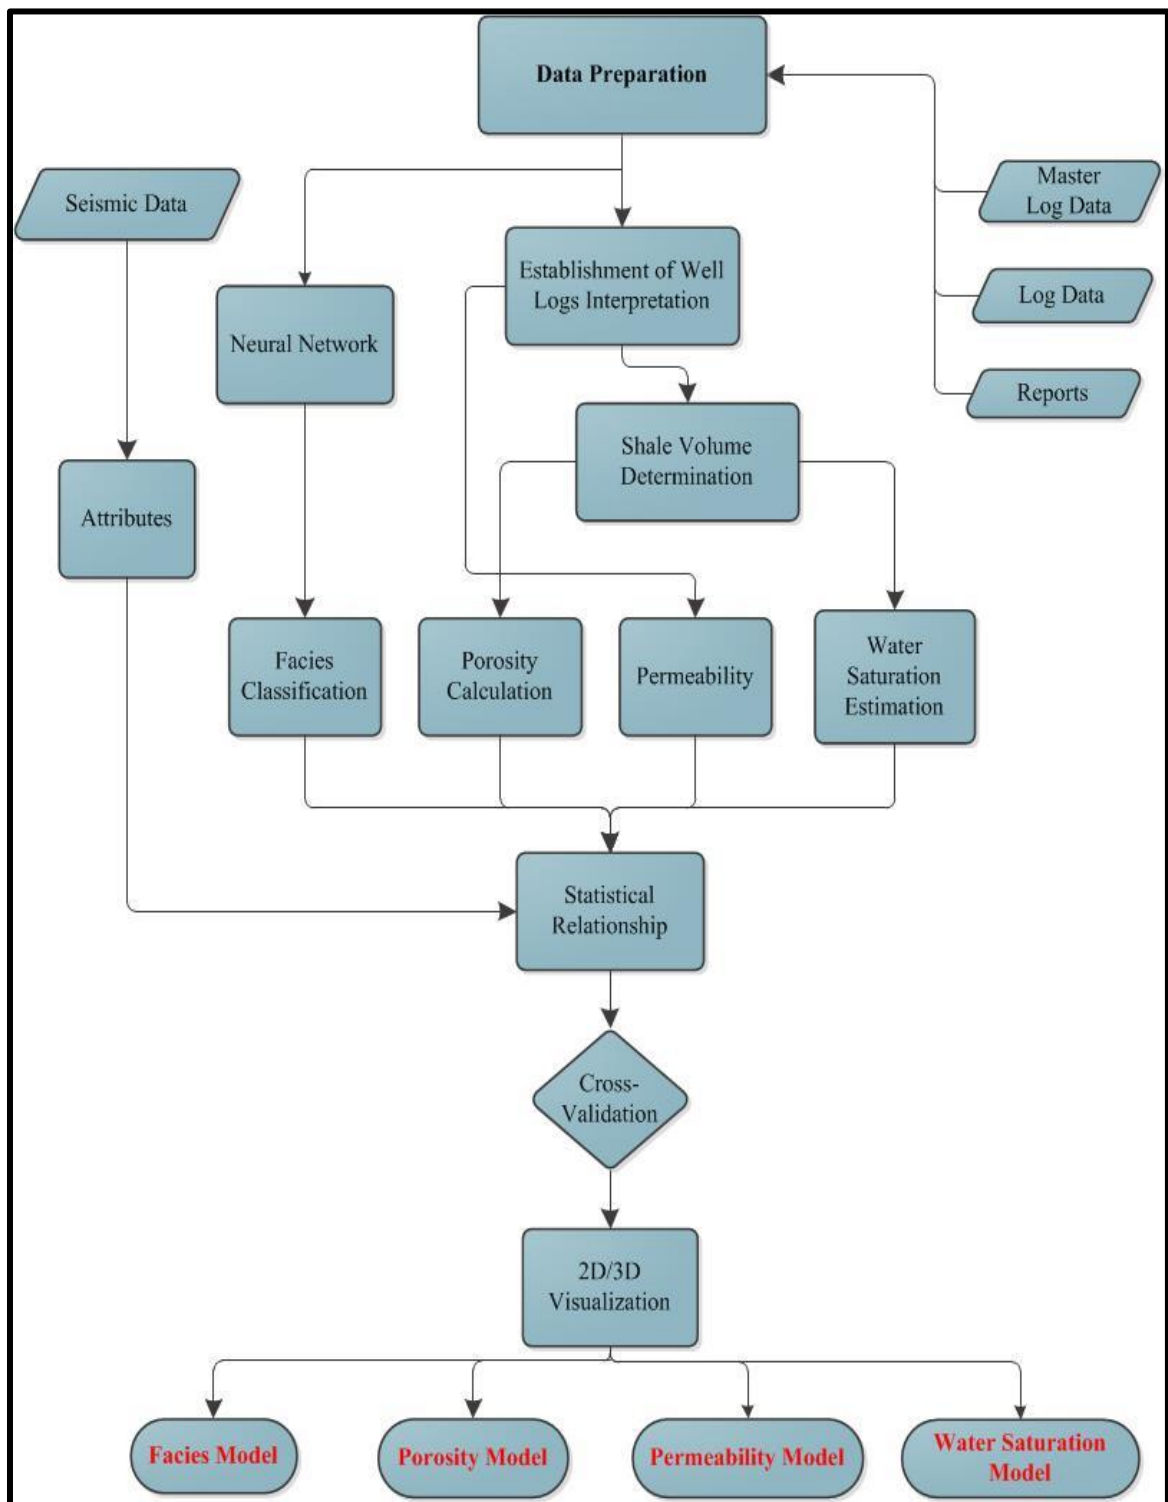 Data Preparation
Seismic Data
Master
Log Data
Establishment of Well
Logs Interpretation
Log Data
Neural Network
Reports
Shale Volume
Determination
Attributes
Facies
Classification
Porosity
Calculation
Permeability
Water
Saturation
Estimation
Statistical
Relationship
Cross-
Validation
2D/3D
Visualization
Facies Model
Porosity Model
Permeability Model
Water Saturation
Model